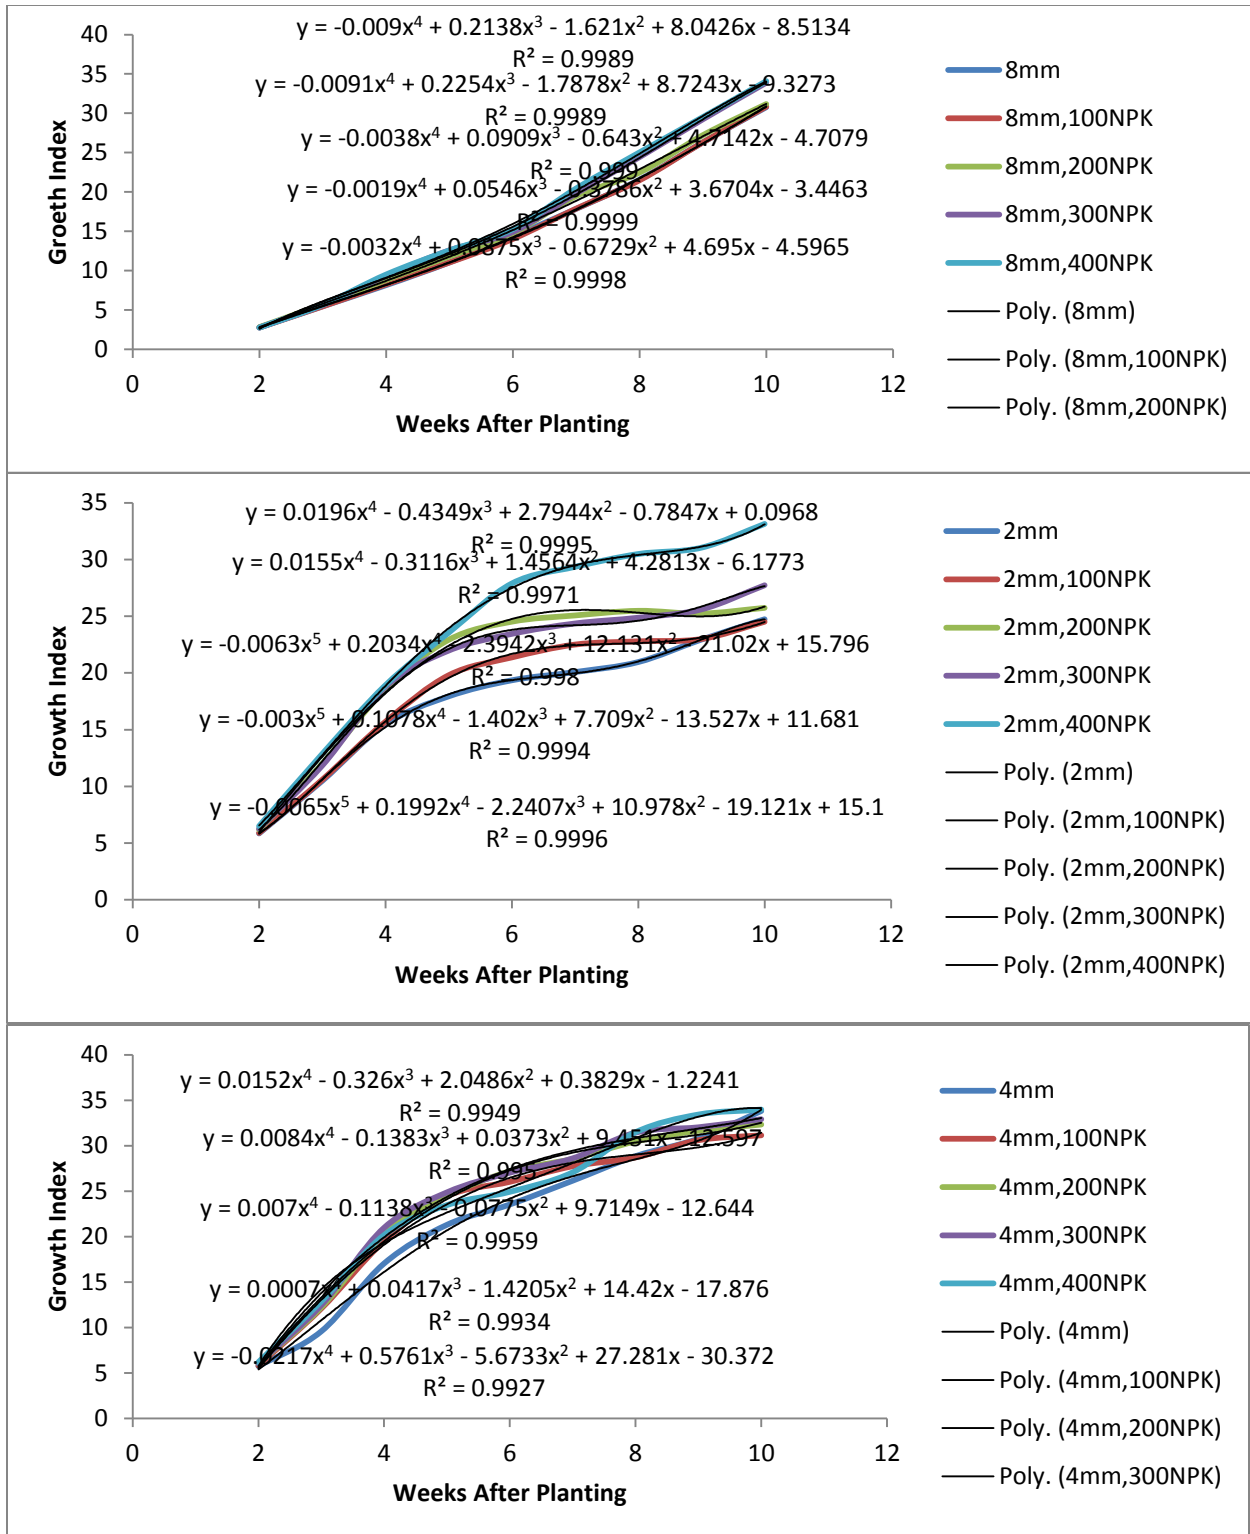 y = -0.009x⁴ + 0.2138x³ - 1.621x² + 8.0426x - 8.5134
R² = 0.9989
y = -0.0091x⁴ + 0.2254x³ - 1.7878x² + 8.7243x - 9.3273
R² = 0.9989
y = -0.0038x⁴ + 0.0909x³ - 0.643x² + 4.7142x - 4.7079
R² = 0.999
y = -0.0019x⁴ + 0.0546x³ - 0.3786x² + 3.6704x - 3.4463
R² = 0.9999
y = -0.0032x⁴ + 0.0875x³ - 0.6729x² + 4.695x - 4.5965
R² = 0.9998
40
35
30
25
20
15
10
5
0
Groeth Index
0 2 4 6 8 10 12
Weeks After Planting
8mm
8mm,100NPK
8mm,200NPK
8mm,300NPK
8mm,400NPK
Poly. (8mm)
Poly. (8mm,100NPK)
Poly. (8mm,200NPK)
y = 0.0196x⁴ - 0.4349x³ + 2.7944x² - 0.7847x + 0.0968
R² = 0.9995
y = 0.0155x⁴ - 0.3116x³ + 1.4564x² + 4.2813x - 6.1773
R² = 0.9971
y = -0.0063x⁵ + 0.2034x⁴ - 2.3942x³ + 12.131x² - 21.02x + 15.796
R² = 0.998
y = -0.003x⁵ + 0.1078x⁴ - 1.402x³ + 7.709x² - 13.527x + 11.681
R² = 0.9994
y = -0.0065x⁵ + 0.1992x⁴ - 2.2407x³ + 10.978x² - 19.121x + 15.1
R² = 0.9996
35
30
25
20
15
10
5
0
Growth Index
0 2 4 6 8 10 12
Weeks After Planting
2mm
2mm,100NPK
2mm,200NPK
2mm,300NPK
2mm,400NPK
Poly. (2mm)
Poly. (2mm,100NPK)
Poly. (2mm,200NPK)
Poly. (2mm,300NPK)
Poly. (2mm,400NPK)
y = 0.0152x⁴ - 0.326x³ + 2.0486x² + 0.3829x - 1.2241
R² = 0.9949
y = 0.0084x⁴ - 0.1383x³ + 0.0373x² + 9.451x - 12.597
R² = 0.995
y = 0.007x⁴ - 0.1138x³ - 0.0775x² + 9.7149x - 12.644
R² = 0.9959
y = 0.0007x⁴ + 0.0417x³ - 1.4205x² + 14.42x - 17.876
R² = 0.9934
y = -0.0217x⁴ + 0.5761x³ - 5.6733x² + 27.281x - 30.372
R² = 0.9927
40
35
30
25
20
15
10
5
0
Growth Index
0 2 4 6 8 10 12
Weeks After Planting
4mm
4mm,100NPK
4mm,200NPK
4mm,300NPK
4mm,400NPK
Poly. (4mm)
Poly. (4mm,100NPK)
Poly. (4mm,200NPK)
Poly. (4mm,300NPK)